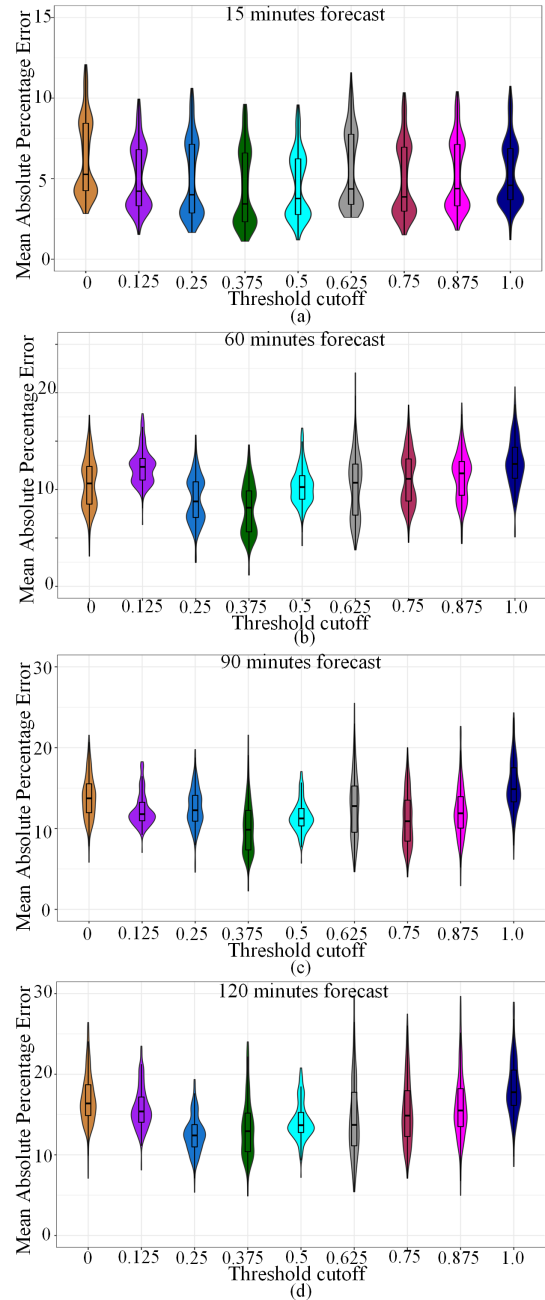 15 minutes forecast
Mean Absolute Percentage Error
15
10
5
0
0 0.125 0.25 0.375 0.5 0.625 0.75 0.875 1.0
Threshold cutoff
(a)
60 minutes forecast
Mean Absolute Percentage Error
20
10
0
0 0.125 0.25 0.375 0.5 0.625 0.75 0.875 1.0
Threshold cutoff
(b)
90 minutes forecast
Mean Absolute Percentage Error
30
20
10
0
0 0.125 0.25 0.375 0.5 0.625 0.75 0.875 1.0
Threshold cutoff
(c)
120 minutes forecast
Mean Absolute Percentage Error
30
20
10
0
0 0.125 0.25 0.375 0.5 0.625 0.75 0.875 1.0
Threshold cutoff
(d)